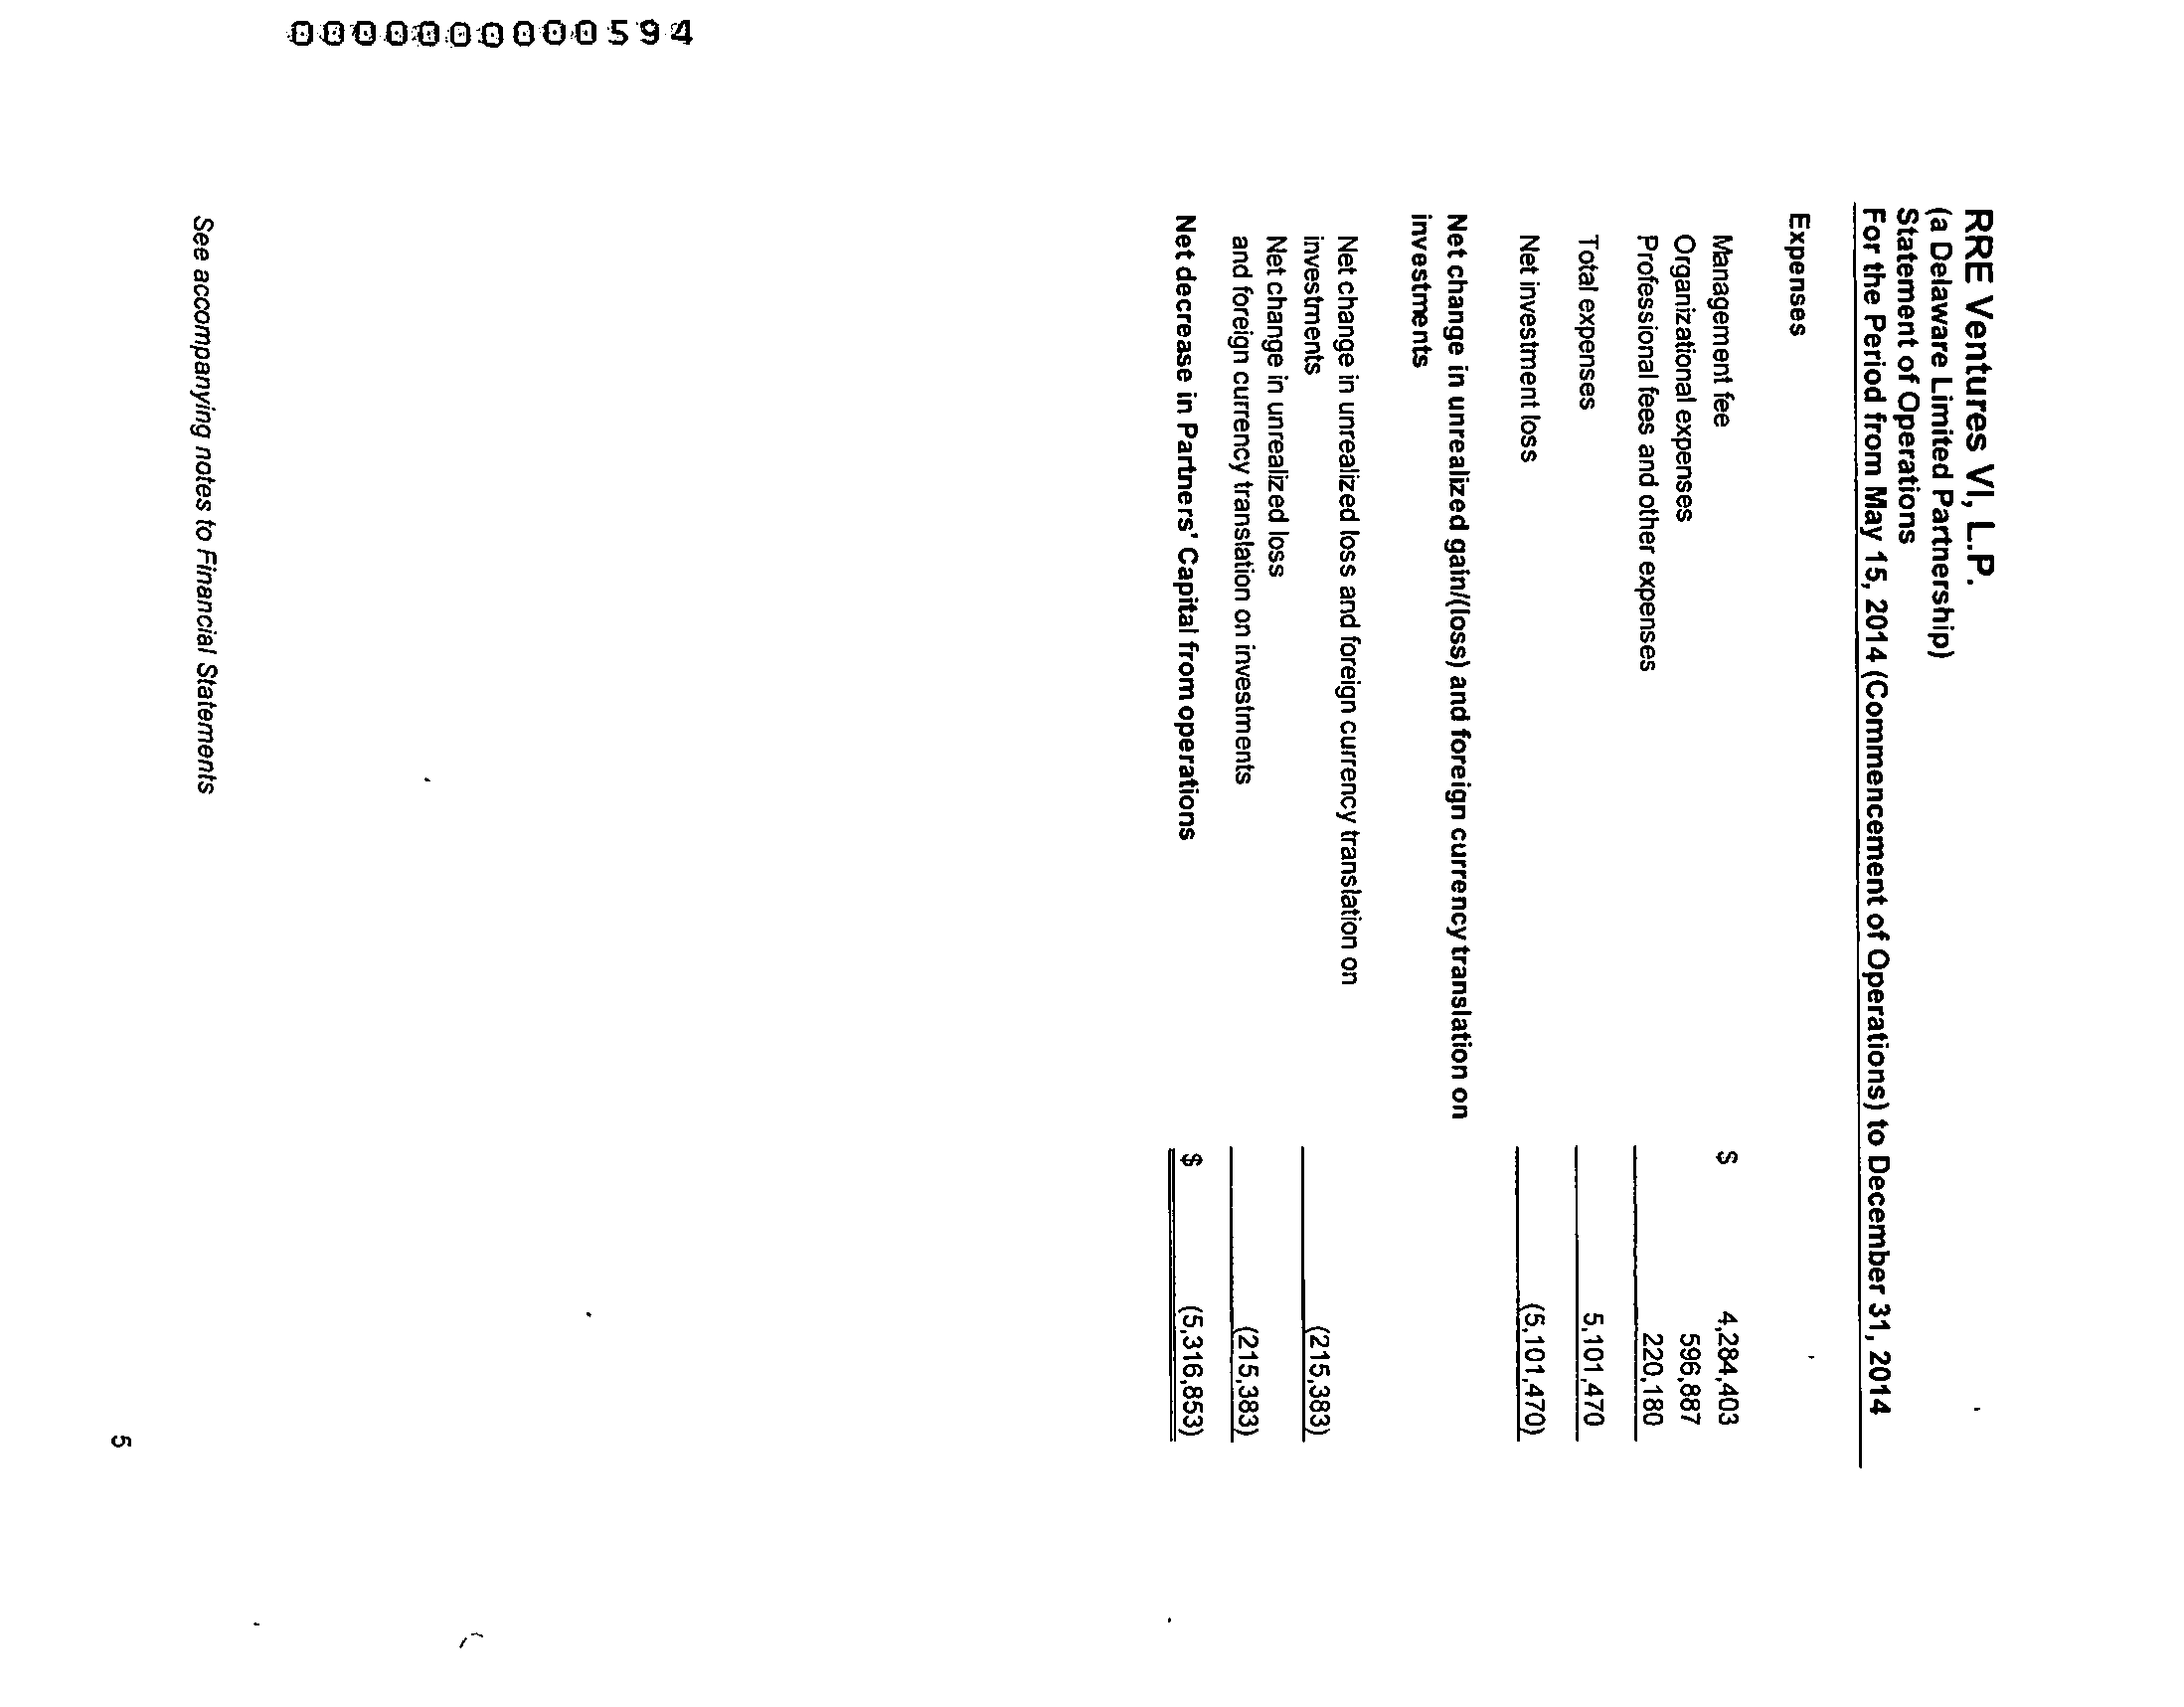 0000000000594
RRE Ventures VI, L.P.
(a Delaware Limited Partnership)
Statement of Operations
For the Period from May 15, 2014 (Commencement of Operations) to December 31, 2014
Expenses
Management fee $ 4,284,403
Organizational expenses 596,887
Professional fees and other expenses 220,180
Total expenses 5,101,470
Net investment loss (5,101,470)
Net change in unrealized gain/(loss) and foreign currency translation on
investments
Net change in unrealized loss and foreign currency translation on
investments (215,383)
Net change in unrealized loss
and foreign currency translation on investments (215,383)
Net decrease in Partners' Capital from operations $ (5,316,853)
See accompanying notes to Financial Statements
5